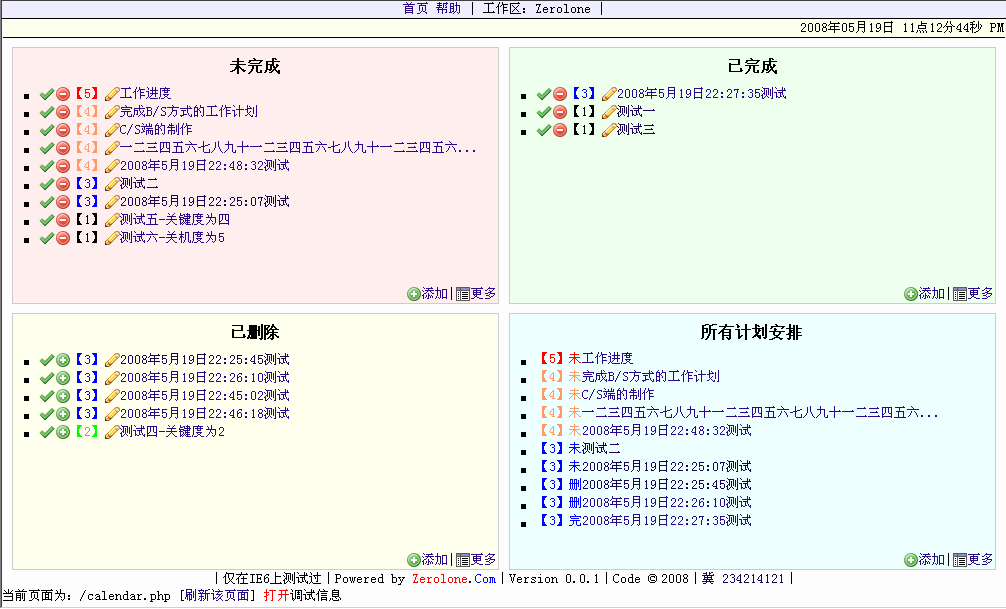 首页 帮助 | 工作区: Zerolone |
2008年05月19日 11点12分44秒 PM
未完成
【5】工作进度
【4】完成B/S方式的工作计划
【4】C/S端的制作
【4】一二三四五六七八九十一二三四五六七八九十一二三四五六...
【4】2008年5月19日22:48:32测试
【3】测试二
【3】2008年5月19日22:25:07测试
【1】测试五-关键度为四
【1】测试六-关机度为5
添加|更多
已完成
【3】2008年5月19日22:27:35测试
【1】测试一
【1】测试三
添加|更多
已删除
【3】2008年5月19日22:25:45测试
【3】2008年5月19日22:26:10测试
【3】2008年5月19日22:45:02测试
【3】2008年5月19日22:46:18测试
【2】测试四-关键度为2
添加|更多
所有计划安排
【5】未工作进度
【4】未完成B/S方式的工作计划
【4】未C/S端的制作
【4】未一二三四五六七八九十一二三四五六七八九十一二三四五六...
【4】未2008年5月19日22:48:32测试
【3】未测试二
【3】未2008年5月19日22:25:07测试
【3】删2008年5月19日22:25:45测试
【3】删2008年5月19日22:26:10测试
【3】完2008年5月19日22:27:35测试
添加|更多
|仅在IE6上测试过|Powered by Zerolone.Com|Version 0.0.1|Code ©2008|冀 234214121 |
当前页面为: /calendar.php [刷新该页面] 打开调试信息